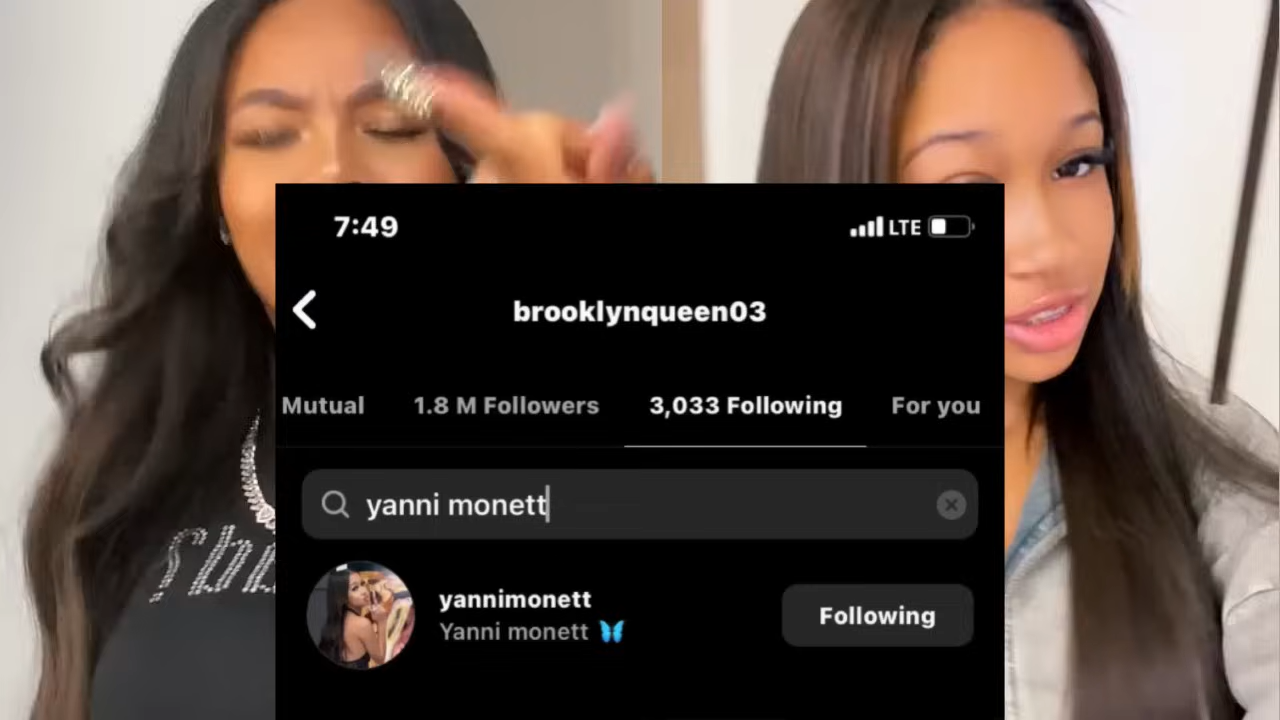 7:49 LTE
brooklynqueen03
Mutual 1.8 M Followers 3,033 Following For you
yanni monett
yannimonett
Yanni monett 🦋
Following